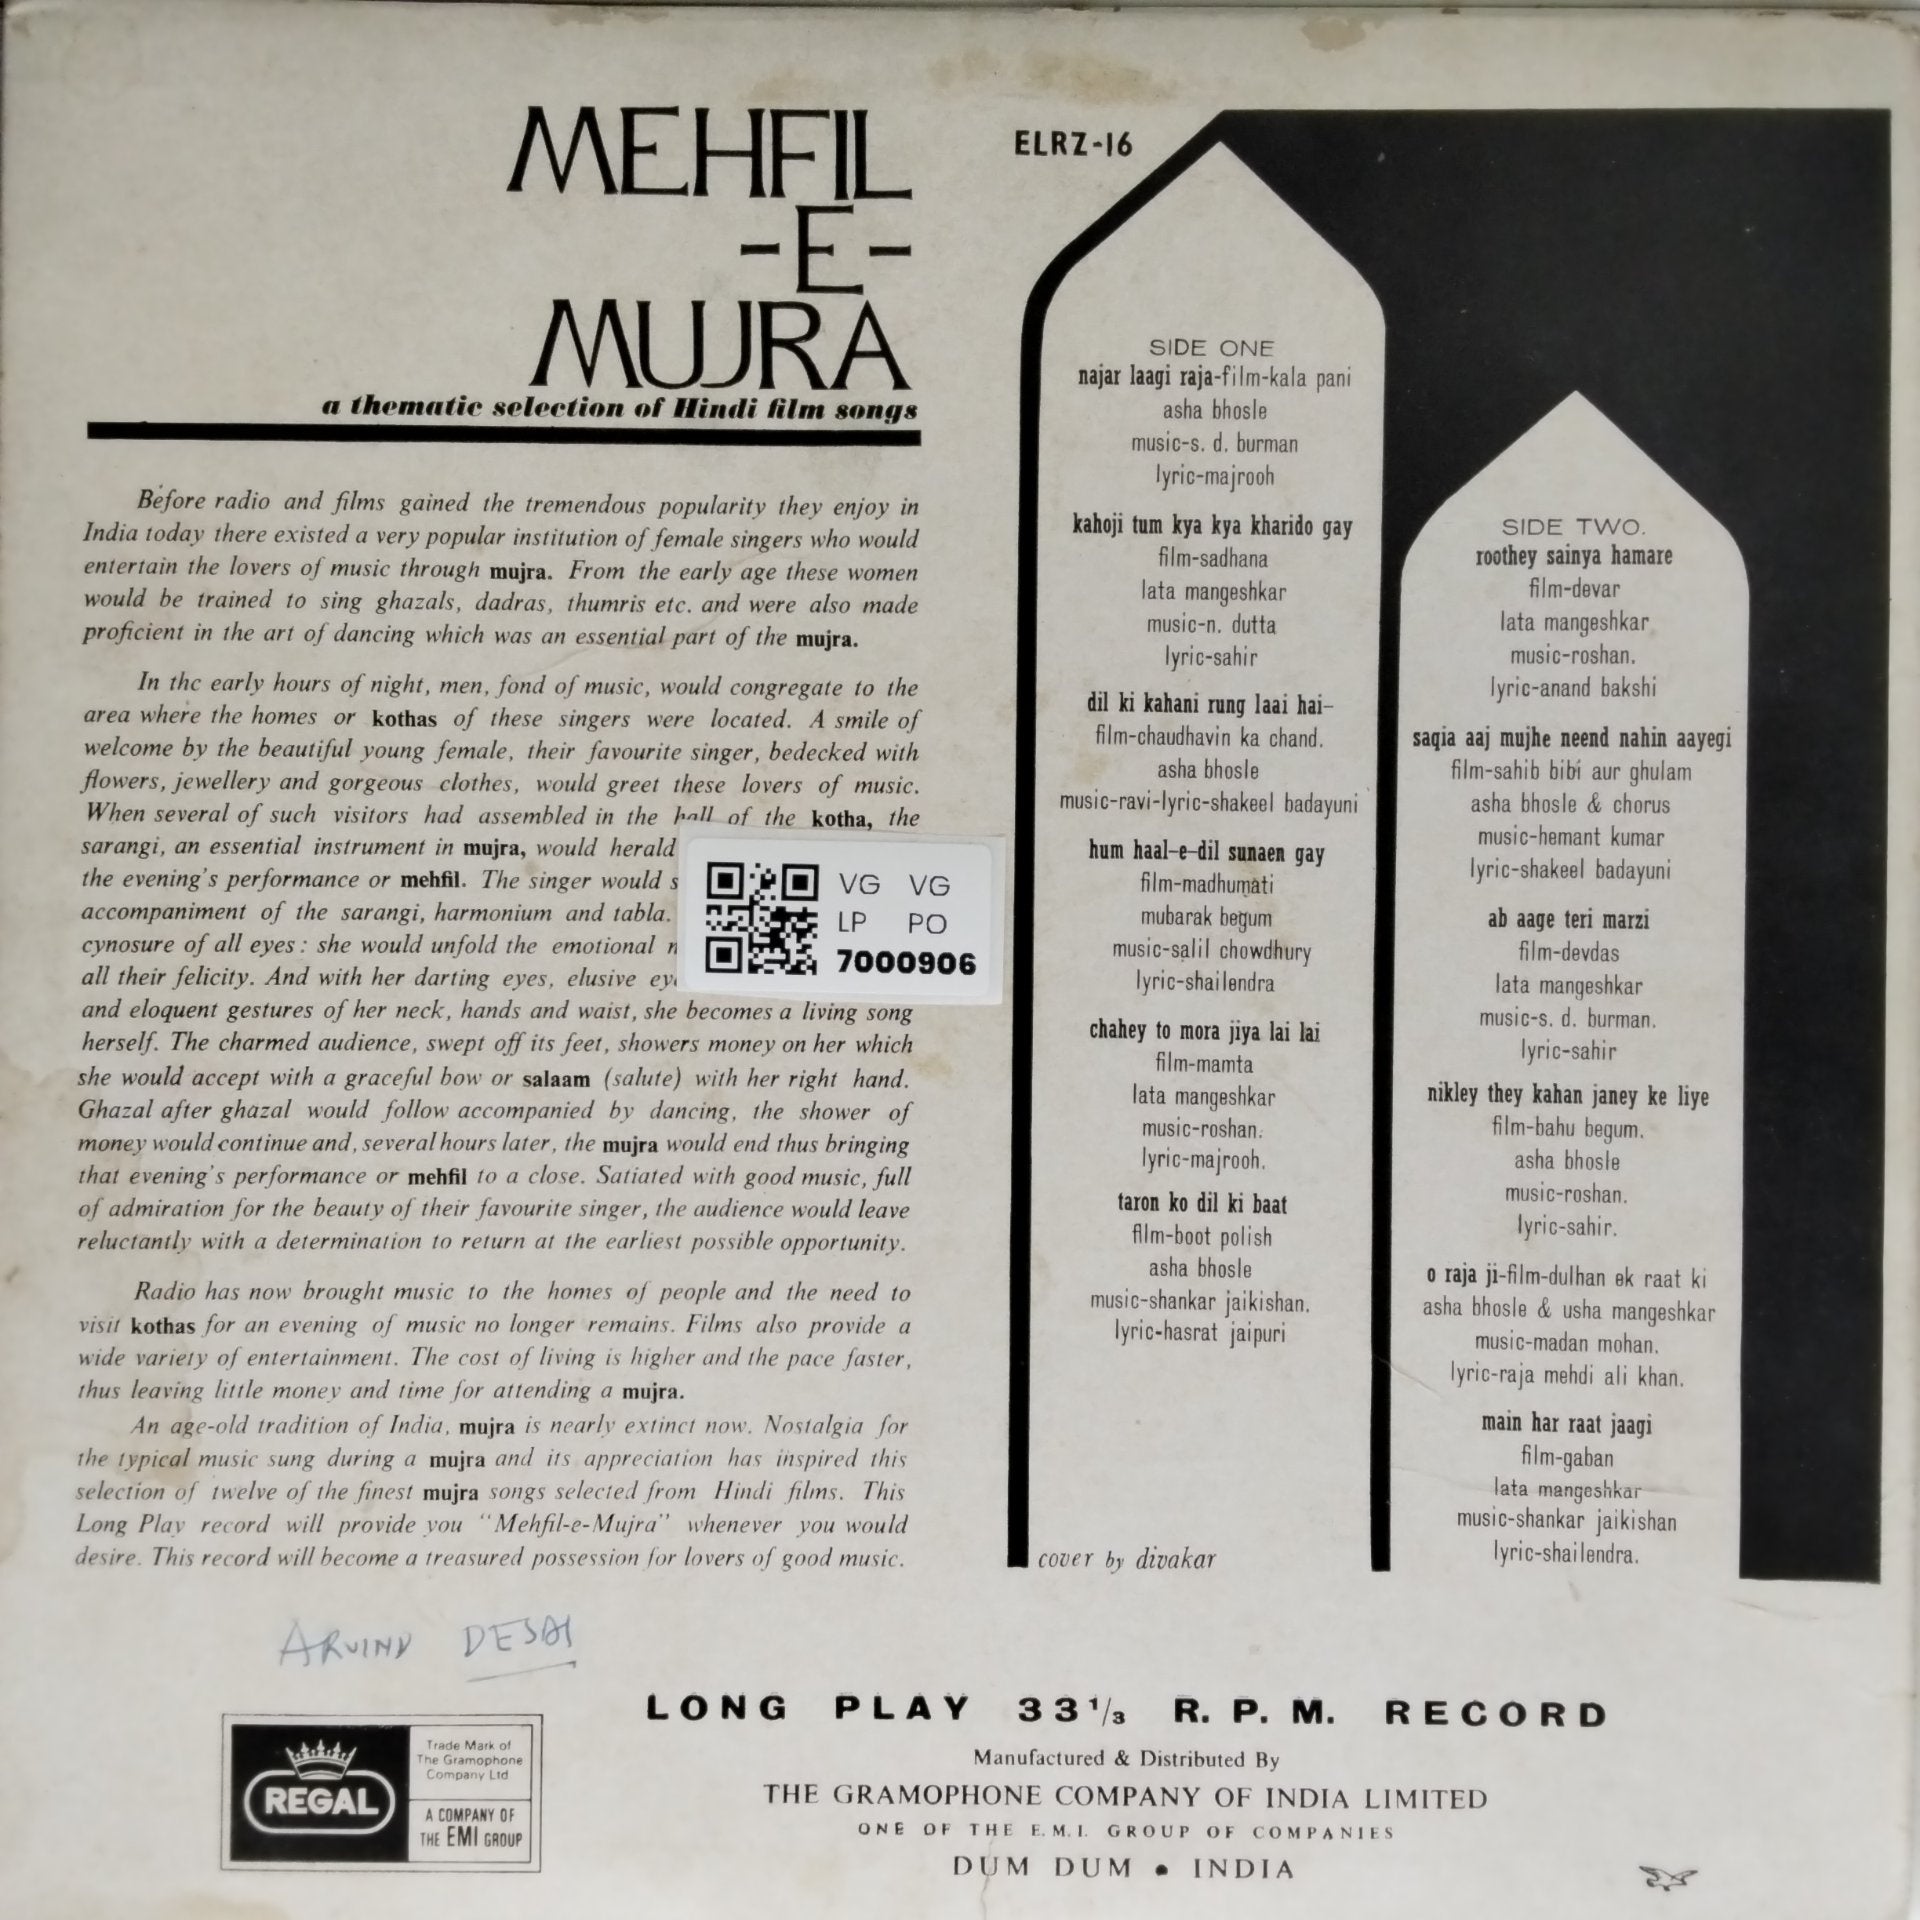 MEHFIL
-E-
MUJRA
a thematic selection of Hindi film songs
Before radio and films gained the tremendous popularity they enjoy in
India today there existed a very popular institution of female singers who would
entertain the lovers of music through mujra. From the early age these women
would be trained to sing ghazals, dadras, thumris etc. and were also made
proficient in the art of dancing which was an essential part of the mujra.
In the early hours of night, men, fond of music, would congregate to the
area where the homes or kothas of these singers were located. A smile of
welcome by the beautiful young female, their favourite singer, bedecked with
flowers, jewellery and gorgeous clothes, would greet these lovers of music.
When several of such visitors had assembled in the hall of the kotha, the
sarangi, an essential instrument in mujra, would herald
the evening's performance or mehfil. The singer would
accompaniment of the sarangi, harmonium and tabla.
cynosure of all eyes: she would unfold the emotional
all their felicity. And with her darting eyes, elusive
and eloquent gestures of her neck, hands and waist, she becomes a living song
herself. The charmed audience, swept off its feet, showers money on her which
she would accept with a graceful bow or salaam (salute) with her right hand.
Ghazal after ghazal would follow accompanied by dancing, the shower of
money would continue and, several hours later, the mujra would end thus bringing
that evening's performance or mehfil to a close. Satiated with good music, full
of admiration for the beauty of their favourite singer, the audience would leave
reluctantly with a determination to return at the earliest possible opportunity.
Radio has now brought music to the homes of people and the need to
visit kothas for an evening of music no longer remains. Films also provide a
wide variety of entertainment. The cost of living is higher and the pace faster,
thus leaving little money and time for attending a mujra.
An age-old tradition of India, mujra is nearly extinct now. Nostalgia for
the typical music sung during a mujra and its appreciation has inspired this
selection of twelve of the finest mujra songs selected from Hindi films. This
Long Play record will provide you "Mehfil-e-Mujra" whenever you would
desire. This record will become a treasured possession for lovers of good music.
VG VG
LP PO
7000906
ELRZ-16
SIDE ONE
najar laagi raja-film-kala pani
asha bhosle
music-s. d. burman
lyric-majrooh
kahoji tum kya kya kharido gay
film-sadhana
lata mangeshkar
music-n. dutta
lyric-sahir
dil ki kahani rung laai hai-
film-chaudhavin ka chand.
asha bhosle
music-ravi-lyric-shakeel badayuni
hum haal-e-dil sunaen gay
film-madhumati
mubarak begum
music-salil chowdhury
lyric-shailendra
chahey to mora jiya lai lai
film-mamta
lata mangeshkar
music-roshan.
lyric-majrooh.
taron ko dil ki baat
film-boot polish
asha bhosle
music-shankar jaikishan.
lyric-hasrat jaipuri
SIDE TWO.
roothey sainya hamare
film-devar
lata mangeshkar
music-roshan.
lyric-anand bakshi
saqia aaj mujhe neend nahin aayegi
film-sahib bibi aur ghulam
asha bhosle & chorus
music-hemant kumar
lyric-shakeel badayuni
ab aage teri marzi
film-devdas
lata mangeshkar
music-s. d. burman.
lyric-sahir
nikley they kahan janey ke liye
film-bahu begum.
asha bhosle
music-roshan.
lyric-sahir.
o raja ji-film-dulhan ek raat ki
asha bhosle & usha mangeshkar
music-madan mohan.
lyric-raja mehdi ali khan.
main har raat jaagi
film-gaban
lata mangeshkar
music-shankar jaikishan
lyric-shailendra.
cover by divakar
ARVIND DESAI
REGAL
Trade Mark of
The Gramophone
Company Ltd
A COMPANY OF
THE EMI GROUP
LONG PLAY 33 1/3 R. P. M. RECORD
Manufactured & Distributed By
THE GRAMOPHONE COMPANY OF INDIA LIMITED
ONE OF THE E.M.I. GROUP OF COMPANIES
DUM DUM • INDIA